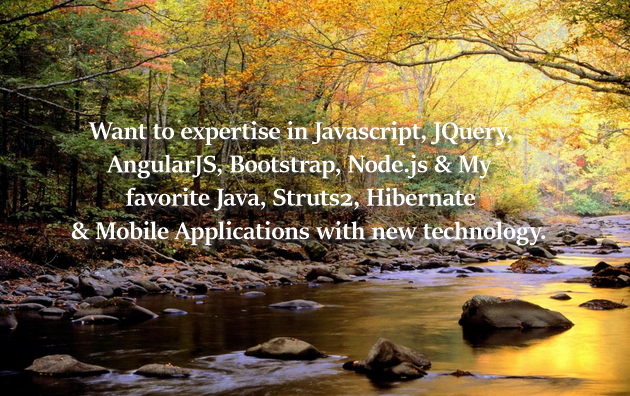 Want to expertise in Javascript, JQuery,
AngularJS, Bootstrap, Node.js & My
favorite Java, Struts2, Hibernate
& Mobile Applications with new technology.